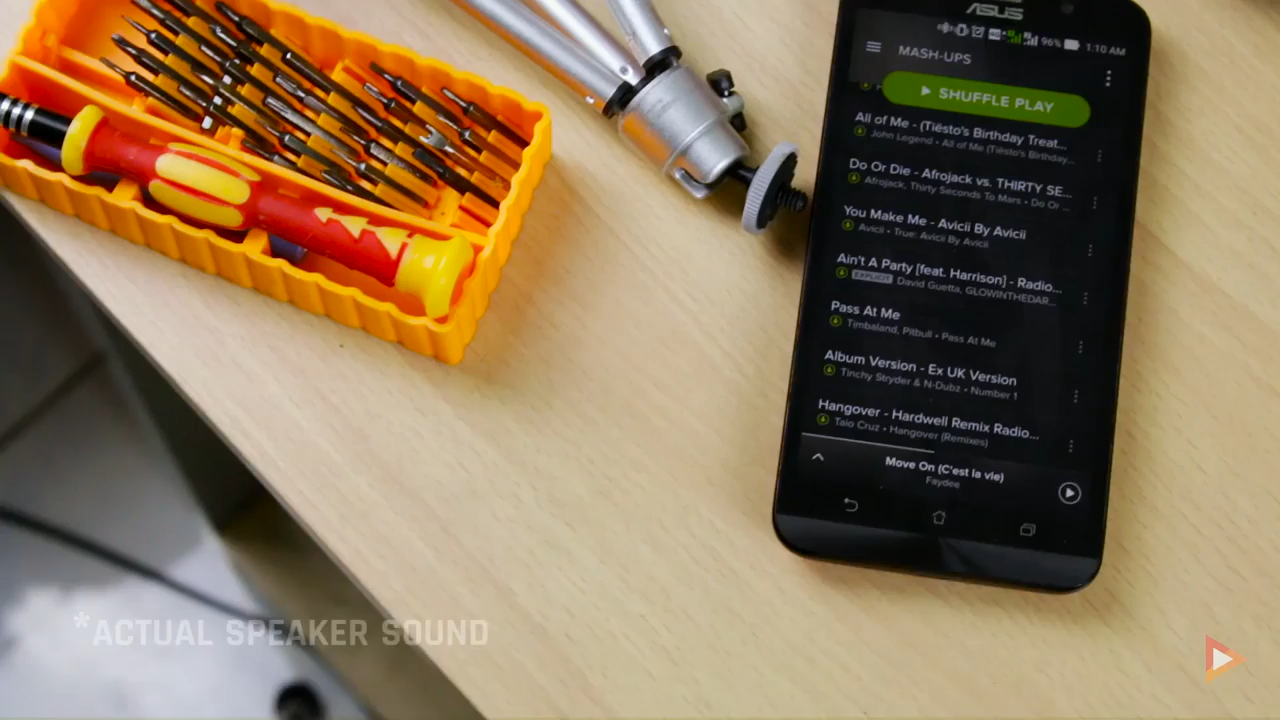 ASUS
96% 1:10 AM
MASH-UPS
SHUFFLE PLAY
All of Me - (Tiësto's Birthday Treat...
John Legend • All of Me (Tiësto's Birthday...
Do Or Die - Afrojack vs. THIRTY SE...
Afrojack, Thirty Seconds To Mars • Do Or ...
You Make Me - Avicii By Avicii
Avicii • True: Avicii By Avicii
Ain't A Party [feat. Harrison] - Radio...
EXPLICIT David Guetta, GLOWINTHEDAR...
Pass At Me
Timbaland, Pitbull • Pass At Me
Album Version - Ex UK Version
Tinchy Stryder & N-Dubz • Number 1
Hangover - Hardwell Remix Radio...
Taio Cruz • Hangover (Remixes)
Move On (C'est la vie)
Faydee
*ACTUAL SPEAKER SOUND